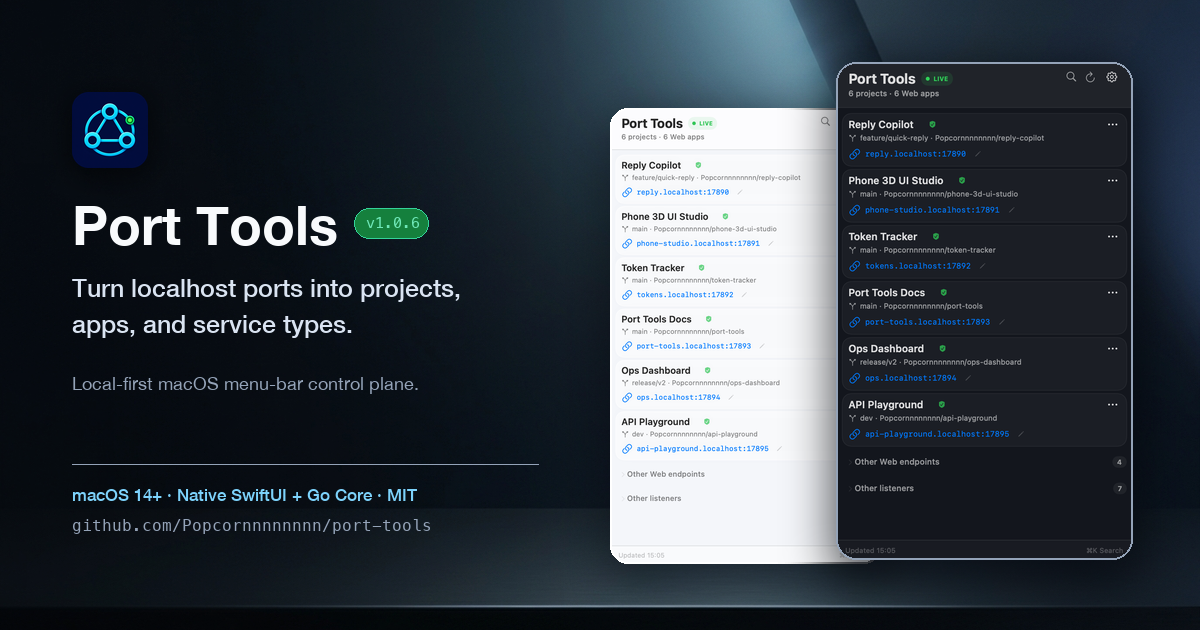 Port Tools v1.0.6
Turn localhost ports into projects,
apps, and service types.
Local-first macOS menu-bar control plane.
macOS 14+ · Native SwiftUI + Go Core · MIT
github.com/Popcornnnnnnnn/port-tools
Port Tools LIVE
6 projects · 6 Web apps
Reply Copilot
feature/quick-reply · Popcornnnnnnnn/reply-copilot
reply.localhost:17890
Phone 3D UI Studio
main · Popcornnnnnnnn/phone-3d-ui-studio
phone-studio.localhost:17891
Token Tracker
main · Popcornnnnnnnn/token-tracker
tokens.localhost:17892
Port Tools Docs
main · Popcornnnnnnnn/port-tools
port-tools.localhost:17893
Ops Dashboard
release/v2 · Popcornnnnnnnn/ops-dashboard
ops.localhost:17894
API Playground
dev · Popcornnnnnnnn/api-playground
api-playground.localhost:17895
Other Web endpoints
Other listeners
Updated 15:05
Port Tools LIVE
6 projects · 6 Web apps
Reply Copilot
feature/quick-reply · Popcornnnnnnnn/reply-copilot
reply.localhost:17890
Phone 3D UI Studio
main · Popcornnnnnnnn/phone-3d-ui-studio
phone-studio.localhost:17891
Token Tracker
main · Popcornnnnnnnn/token-tracker
tokens.localhost:17892
Port Tools Docs
main · Popcornnnnnnnn/port-tools
port-tools.localhost:17893
Ops Dashboard
release/v2 · Popcornnnnnnnn/ops-dashboard
ops.localhost:17894
API Playground
dev · Popcornnnnnnnn/api-playground
api-playground.localhost:17895
Other Web endpoints 4
Other listeners 7
Updated 15:05 ⌘K Search